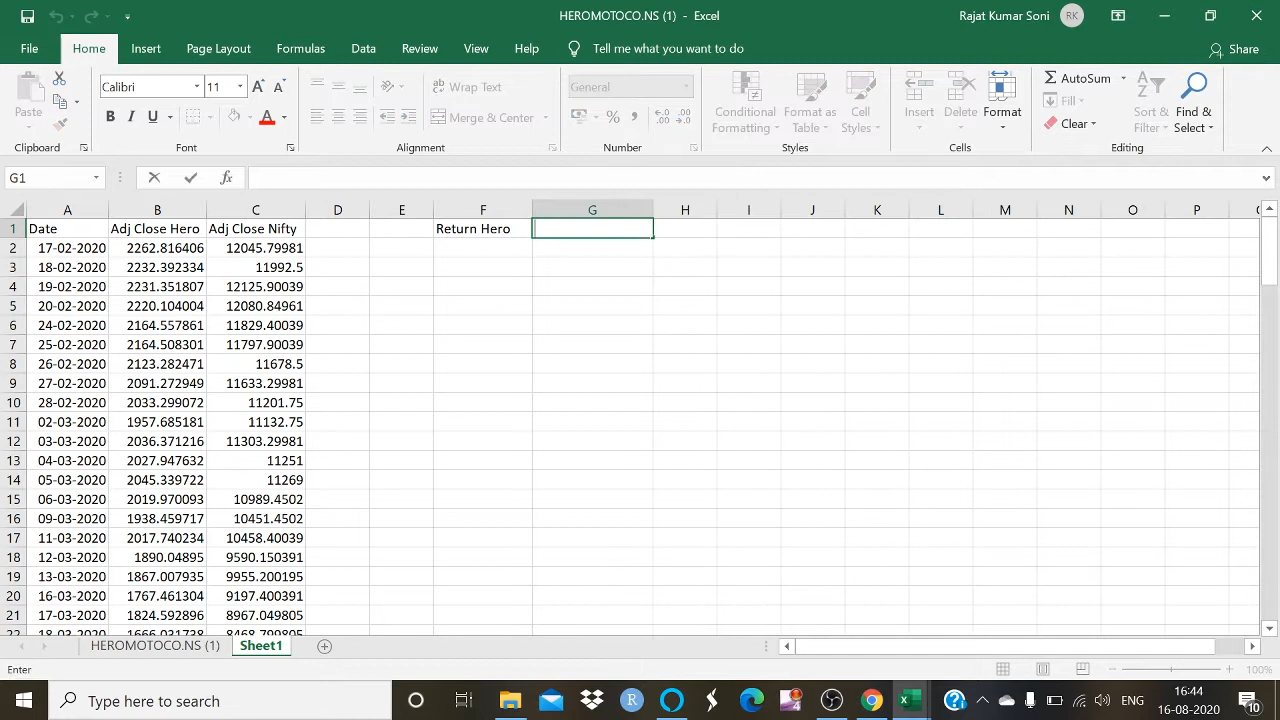 HEROMOTOCO.NS (1) - Excel
Rajat Kumar Soni
RK
File Home Insert Page Layout Formulas Data Review View Help Tell me what you want to do
Share
Paste
Clipboard
Calibri 11
B I U
Font
Wrap Text
Merge & Center
Alignment
General
Number
Conditional Formatting
Format as Table
Cell Styles
Styles
Insert
Delete
Format
Cells
AutoSum
Fill
Clear
Sort & Filter
Find & Select
Editing
G1
fx
A B C D E F G H I J K L M N O P
1 Date Adj Close Hero Adj Close Nifty Return Hero
2 17-02-2020 2262.816406 12045.79981
3 18-02-2020 2232.392334 11992.5
4 19-02-2020 2231.351807 12125.90039
5 20-02-2020 2220.104004 12080.84961
6 24-02-2020 2164.557861 11829.40039
7 25-02-2020 2164.508301 11797.90039
8 26-02-2020 2123.282471 11678.5
9 27-02-2020 2091.272949 11633.29981
10 28-02-2020 2033.299072 11201.75
11 02-03-2020 1957.685181 11132.75
12 03-03-2020 2036.371216 11303.29981
13 04-03-2020 2027.947632 11251
14 05-03-2020 2045.339722 11269
15 06-03-2020 2019.970093 10989.4502
16 09-03-2020 1938.459717 10451.4502
17 11-03-2020 2017.740234 10458.40039
18 12-03-2020 1890.04895 9590.150391
19 13-03-2020 1867.007935 9955.200195
20 16-03-2020 1767.461304 9197.400391
21 17-03-2020 1824.592896 8967.049805
22 18-03-2020 1666.031738 8468.799805
HEROMOTOCO.NS (1) Sheet1
Enter
100%
Type here to search
ENG
16:44
16-08-2020
10